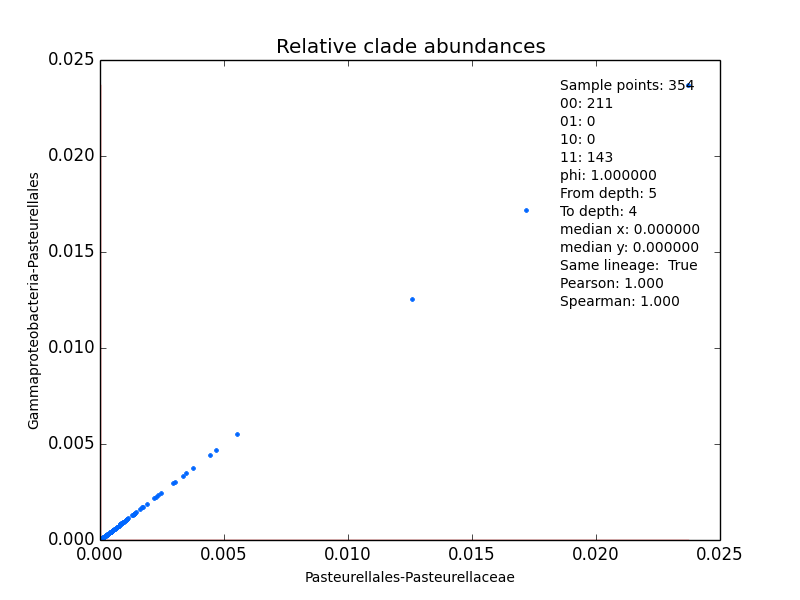 Relative clade abundances
0.025
0.020
0.015
0.010
0.005
0.000
Gammaproteobacteria-Pasteurellales
Sample points: 354
00: 211
01: 0
10: 0
11: 143
phi: 1.000000
From depth: 5
To depth: 4
median x: 0.000000
median y: 0.000000
Same lineage:  True
Pearson: 1.000
Spearman: 1.000
0.000 0.005 0.010 0.015 0.020 0.025
Pasteurellales-Pasteurellaceae